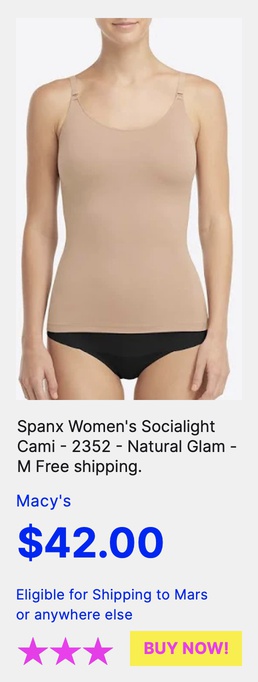 Spanx Women's Socialight
Cami - 2352 - Natural Glam -
M Free shipping.
Macy's
$42.00
Eligible for Shipping to Mars
or anywhere else
BUY NOW!